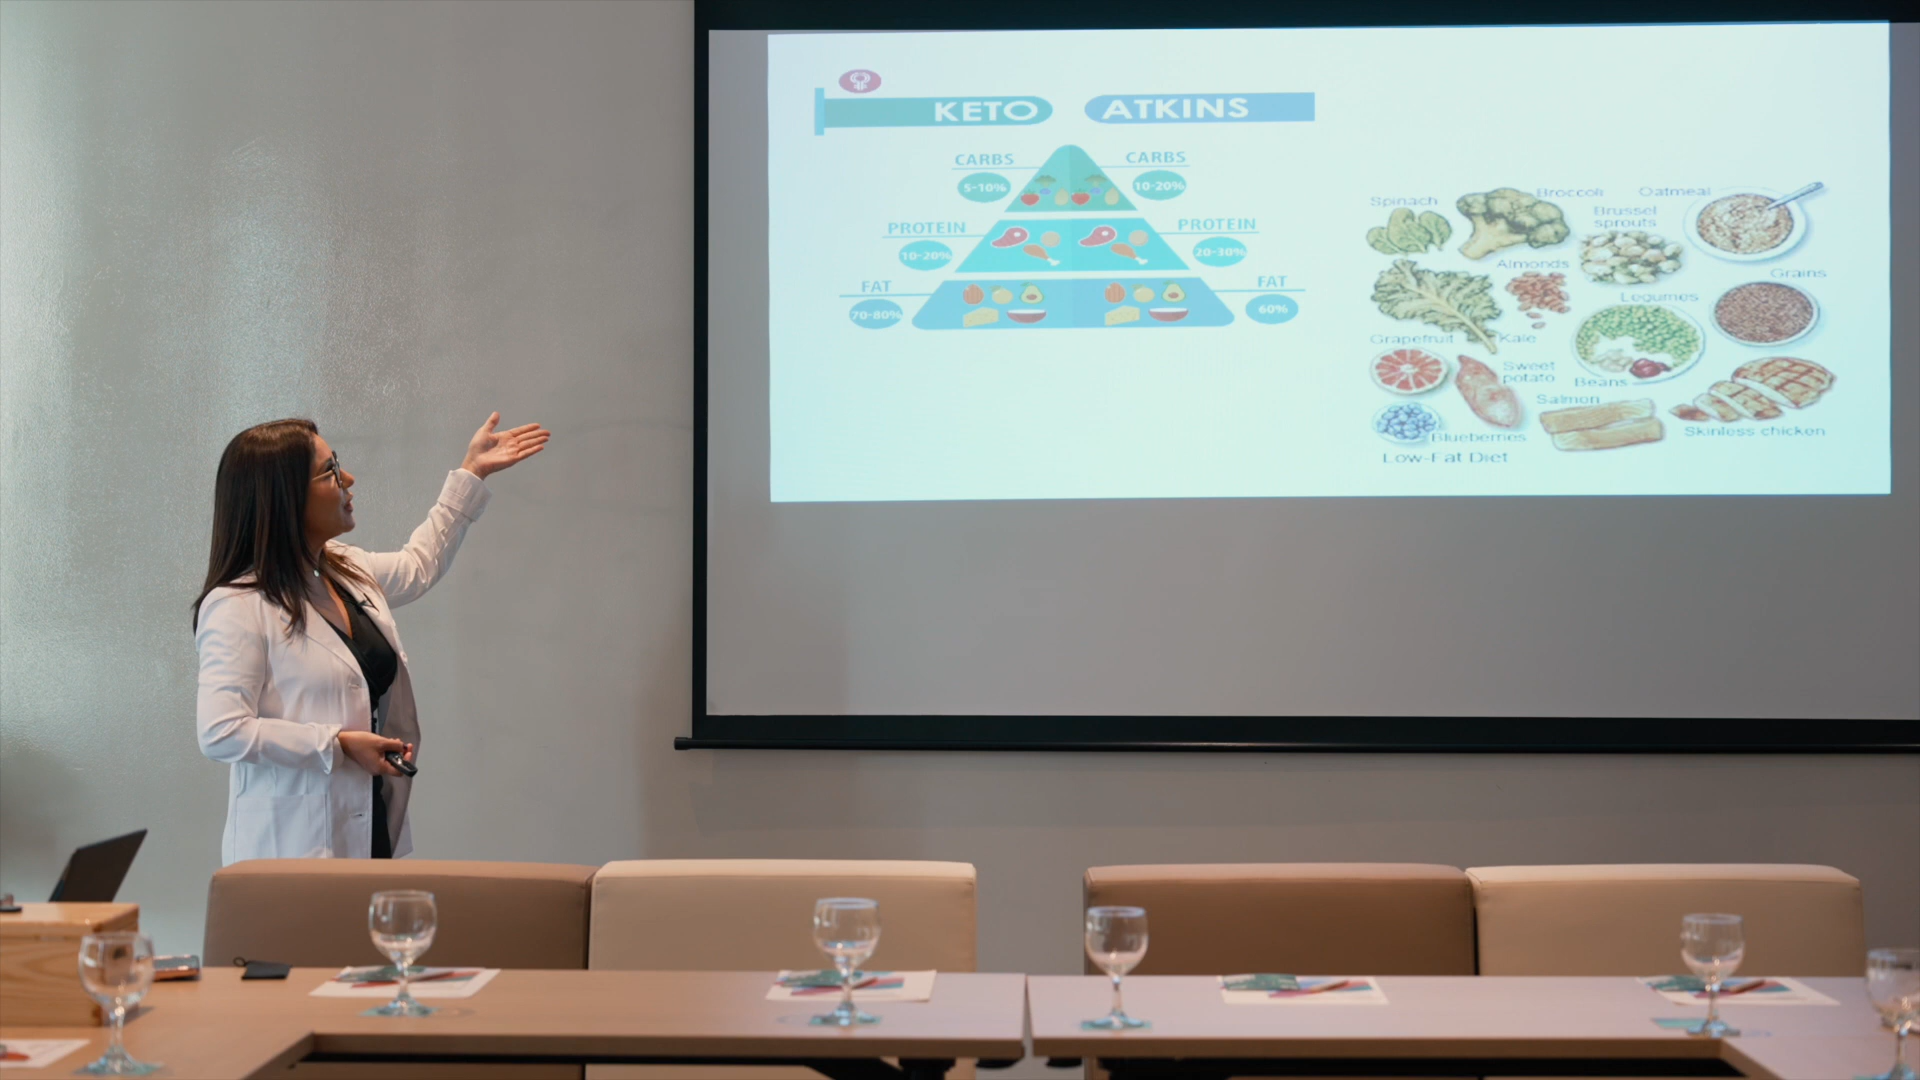 KETO ATKINS
CARBS CARBS
5-10% 10-20%
PROTEIN PROTEIN
10-20% 20-30%
FAT FAT
70-80% 60%
Spinach
Broccoli
Oatmeal
Brussel
sprouts
Almonds
Grains
Legumes
Grapefruit
Kale
Sweet
potato
Beans
Salmon
Blueberries
Skinless chicken
Low-Fat Diet